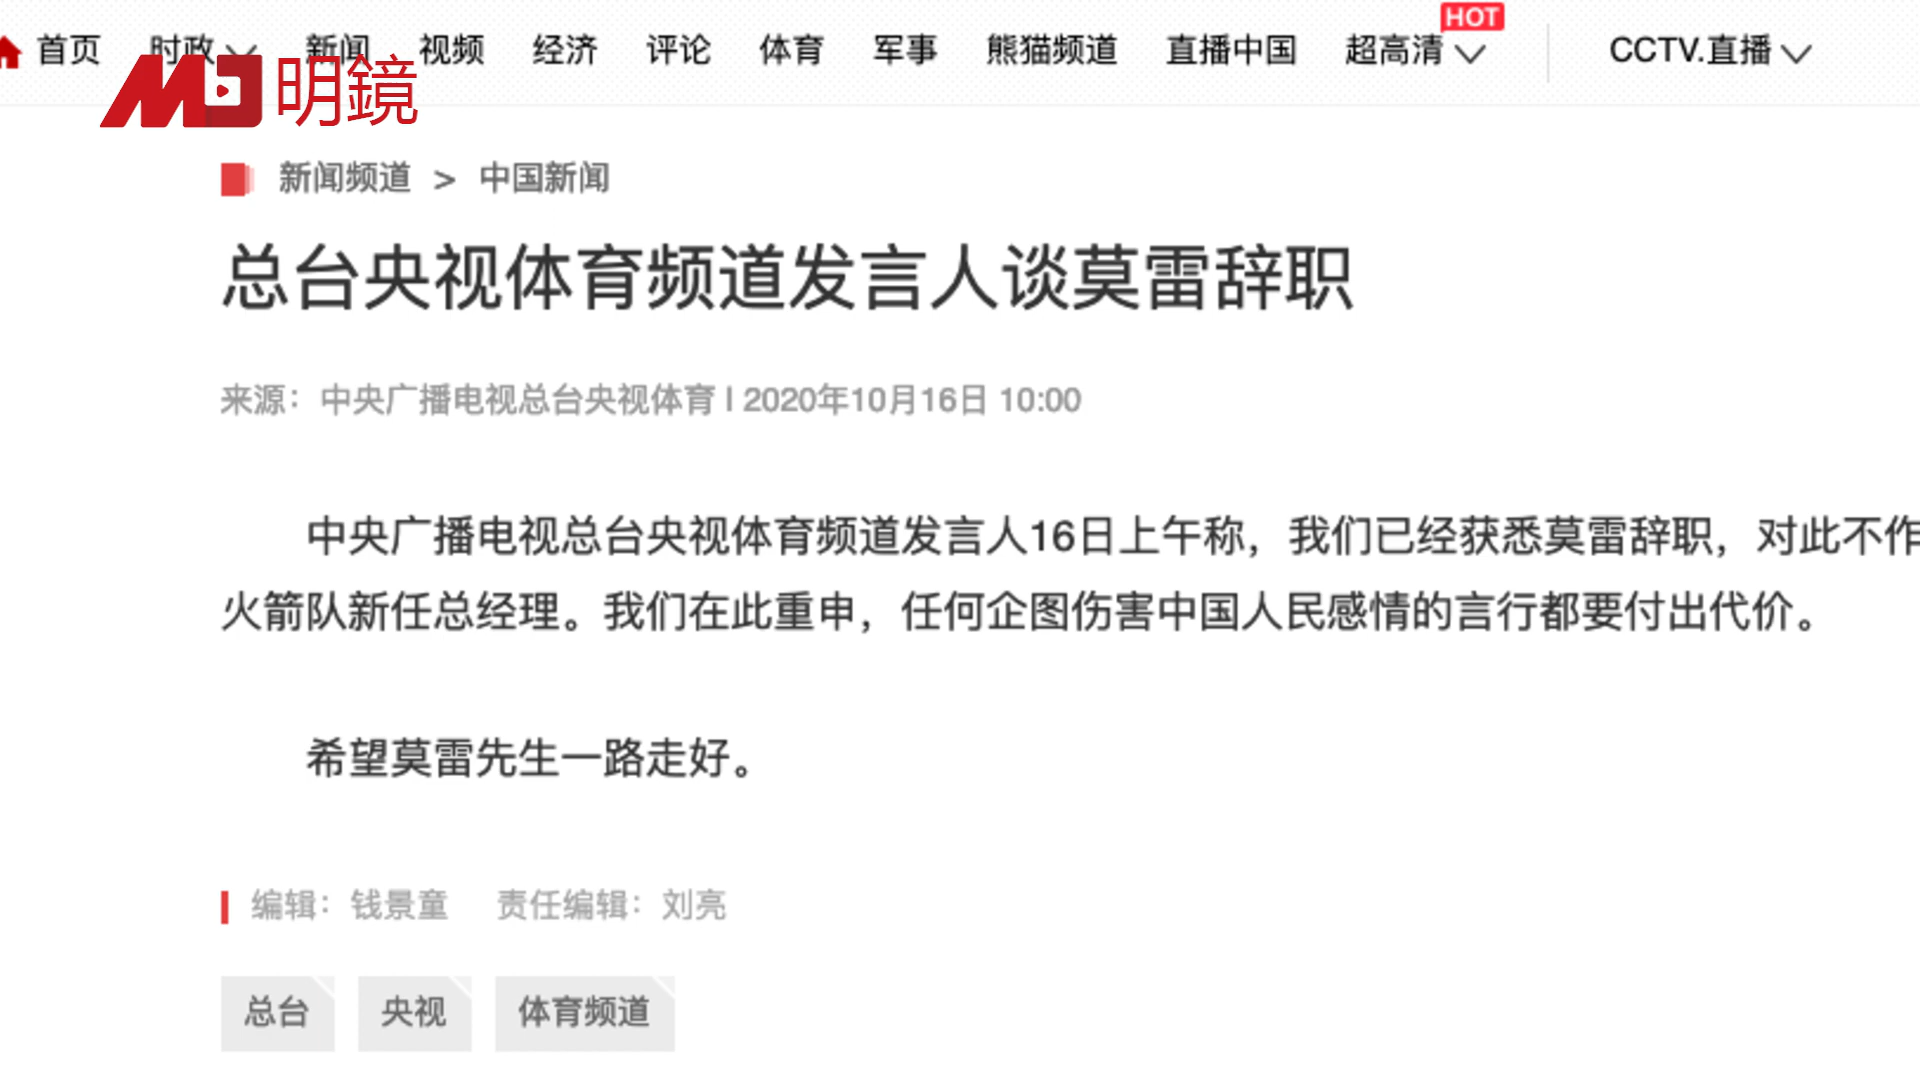 首页 时政 新闻 视频 经济 评论 体育 军事 熊猫频道 直播中国 超高清 HOT CCTV.直播
明鏡
新闻频道 > 中国新闻
总台央视体育频道发言人谈莫雷辞职
来源：中央广播电视总台央视体育 | 2020年10月16日 10:00
中央广播电视总台央视体育频道发言人16日上午称，我们已经获悉莫雷辞职，对此不作
火箭队新任总经理。我们在此重申，任何企图伤害中国人民感情的言行都要付出代价。
希望莫雷先生一路走好。
编辑：钱景童 责任编辑：刘亮
总台 央视 体育频道